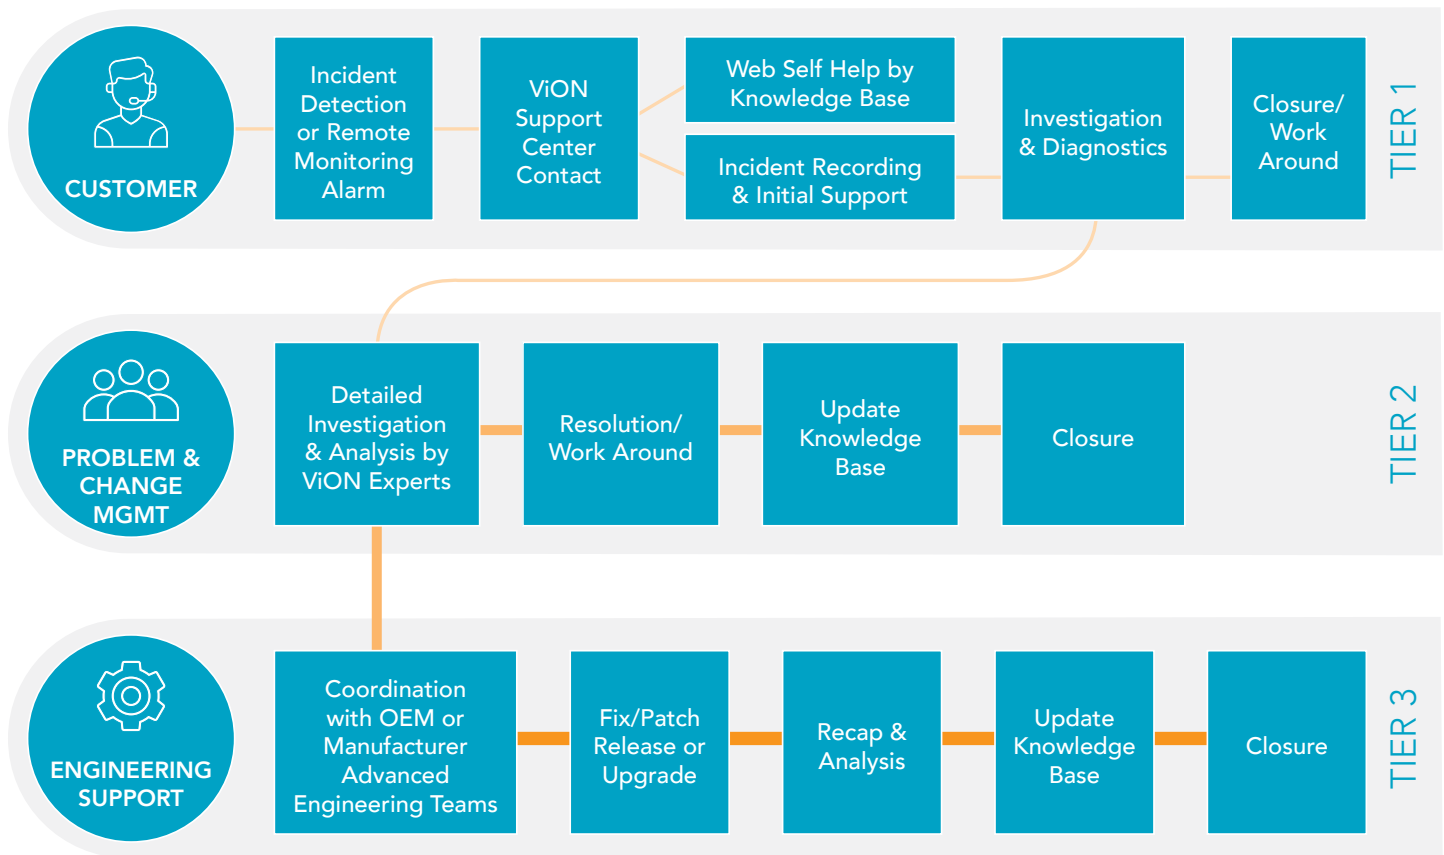 CUSTOMER
Incident
Detection
or Remote
Monitoring
Alarm
ViON
Support
Center
Contact
Web Self Help by
Knowledge Base
Incident Recording
& Initial Support
Investigation
& Diagnostics
Closure/
Work
Around
TIER 1
PROBLEM &
CHANGE
MGMT
Detailed
Investigation
& Analysis by
ViON Experts
Resolution/
Work Around
Update
Knowledge
Base
Closure
TIER 2
ENGINEERING
SUPPORT
Coordination
with OEM or
Manufacturer
Advanced
Engineering Teams
Fix/Patch
Release or
Upgrade
Recap &
Analysis
Update
Knowledge
Base
Closure
TIER 3